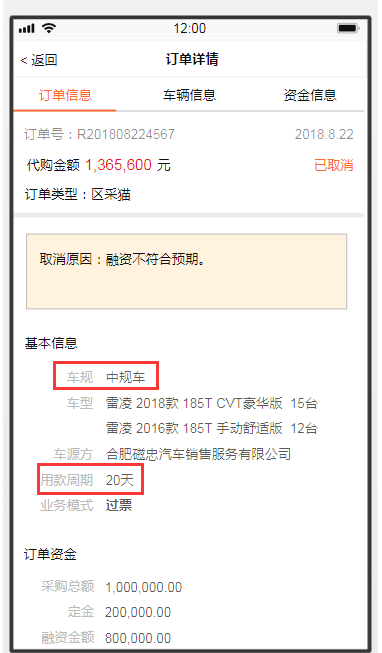 12:00
< 返回 订单详情
订单信息 车辆信息 资金信息
订单号：R201808224567 2018.8.22
代购金额 1,365,600 元 已取消
订单类型：区采猫
取消原因：融资不符合预期。
基本信息
车规 中规车
车型 雷凌 2018款 185T CVT豪华版 15台
雷凌 2016款 185T 手动舒适版 12台
车源方 合肥磁忠汽车销售服务有限公司
用款周期 20天
业务模式 过票
订单资金
采购总额 1,000,000.00
定金 200,000.00
融资金额 800,000.00